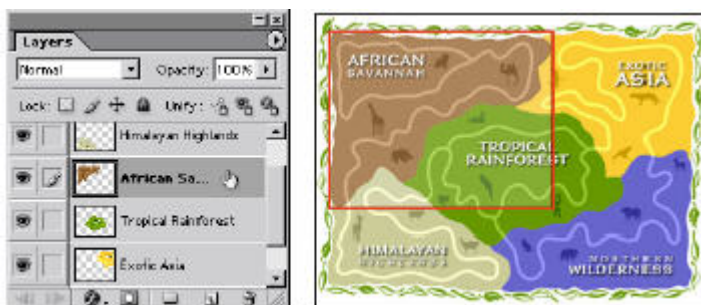 Layers
Normal Opacity: 100%
Lock: Unify:
Himalayan Highlands
African Sa...
Tropical Rainforest
Exotic Asia
AFRICAN
SAVANNAH
EXOTIC
ASIA
TROPICAL
RAINFOREST
HIMALAYAN
HIGHLANDS
NORTHERN
WILDERNESS